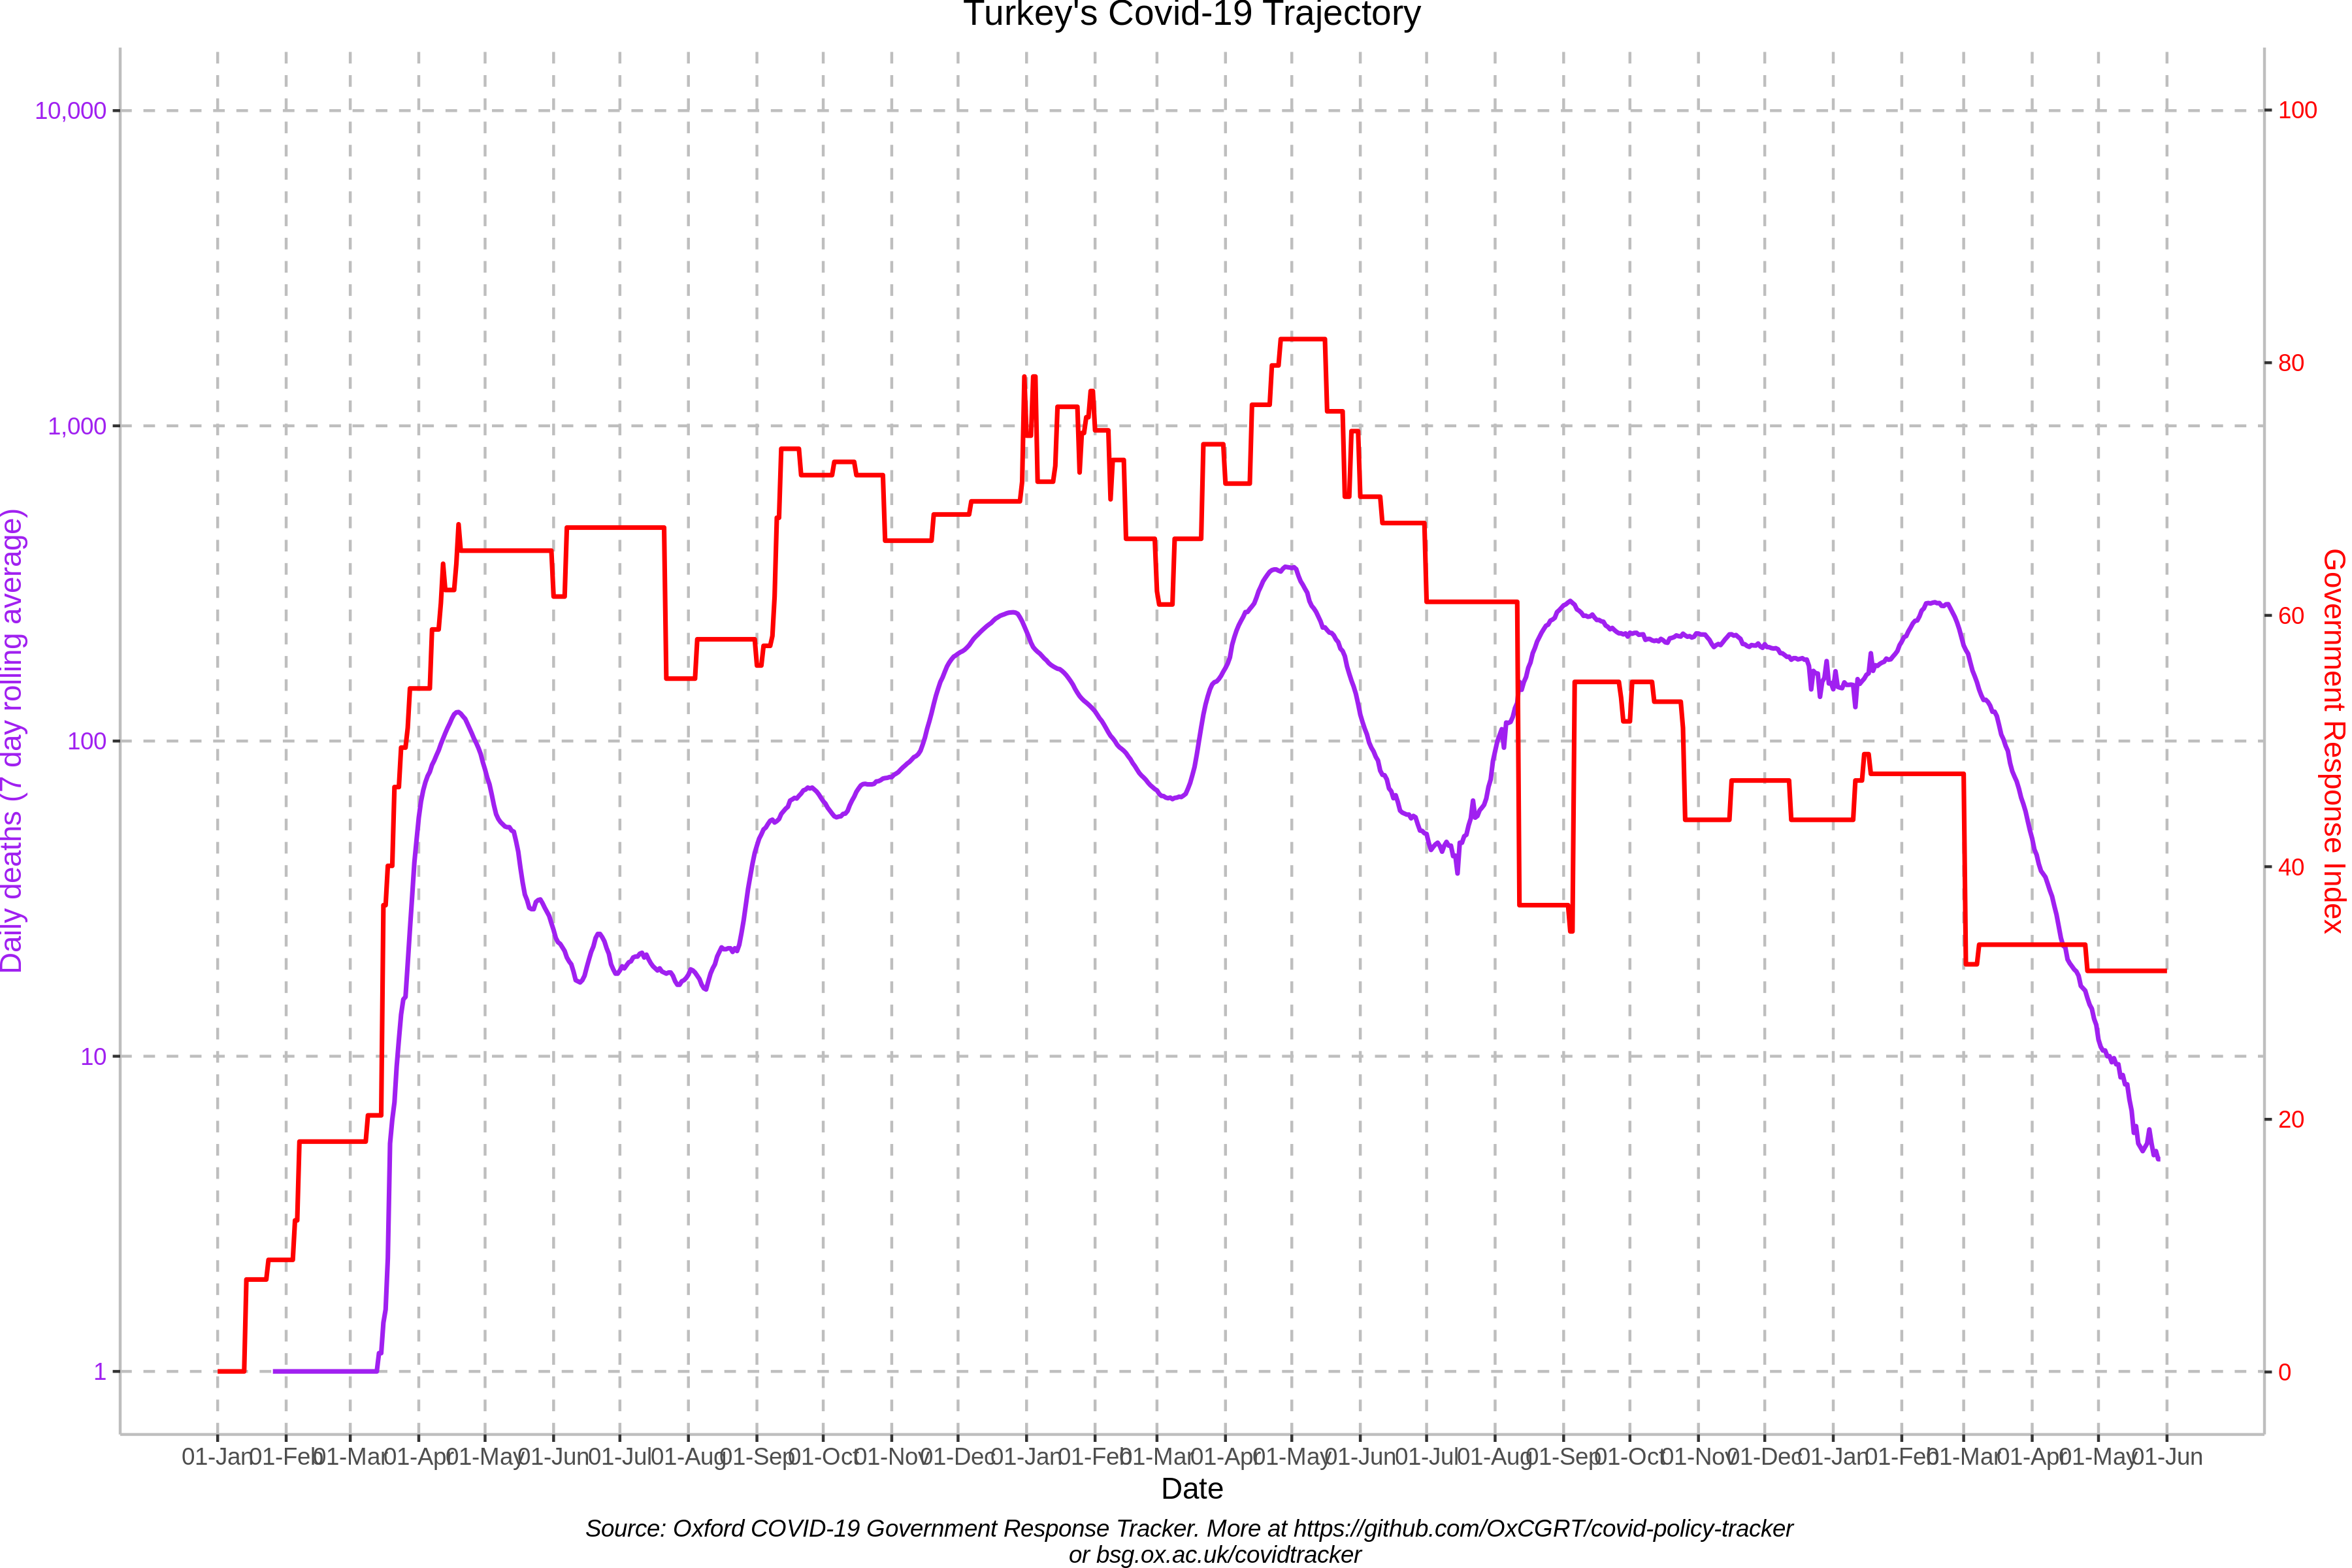 Turkey's Covid-19 Trajectory
10,000
1,000
100
10
1
Daily deaths (7 day rolling average)
100
80
60
40
20
0
Government Response Index
01-Jan 01-Feb 01-Mar 01-Apr 01-May 01-Jun 01-Jul 01-Aug 01-Sep 01-Oct 01-Nov 01-Dec 01-Jan 01-Feb 01-Mar 01-Apr 01-May 01-Jun 01-Jul 01-Aug 01-Sep 01-Oct 01-Nov 01-Dec 01-Jan 01-Feb 01-Mar 01-Apr 01-May 01-Jun
Date
Source: Oxford COVID-19 Government Response Tracker. More at https://github.com/OxCGRT/covid-policy-tracker
or bsg.ox.ac.uk/covidtracker